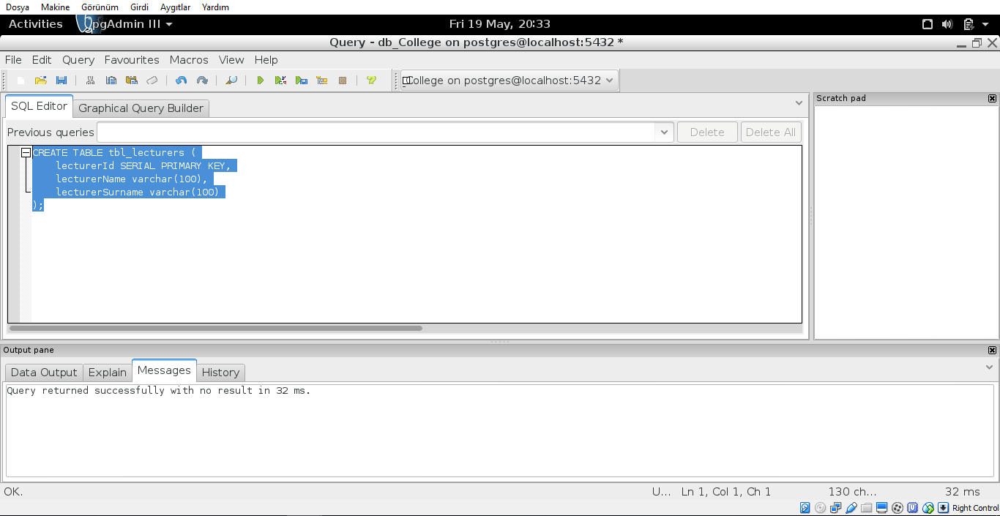 Dosya Makine Görünüm Girdi Aygıtlar Yardım
Activities pgAdmin III Fri 19 May, 20:33
Query - db_College on postgres@localhost:5432 *
File Edit Query Favourites Macros View Help
College on postgres@localhost:5432
SQL Editor Graphical Query Builder
Scratch pad
Previous queries Delete Delete All
CREATE TABLE tbl_lecturers (
lecturerId SERIAL PRIMARY KEY,
lecturerName varchar(100),
lecturerSurname varchar(100)
);
Output pane
Data Output Explain Messages History
Query returned successfully with no result in 32 ms.
OK. U... Ln 1, Col 1, Ch 1 130 ch... 32 ms
Right Control